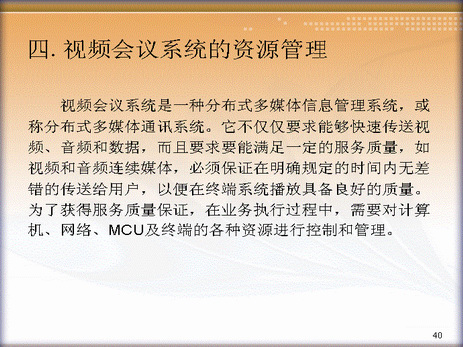 四. 视频会议系统的资源管理
视频会议系统是一种分布式多媒体信息管理系统，或
称分布式多媒体通讯系统。它不仅仅要求能够快速传送视
频、音频和数据，而且要求要能满足一定的服务质量，如
视频和音频连续媒体，必须保证在明确规定的时间内无差
错的传送给用户，以便在终端系统播放具备良好的质量。
为了获得服务质量保证，在业务执行过程中，需要对计算
机、网络、MCU及终端的各种资源进行控制和管理。
40